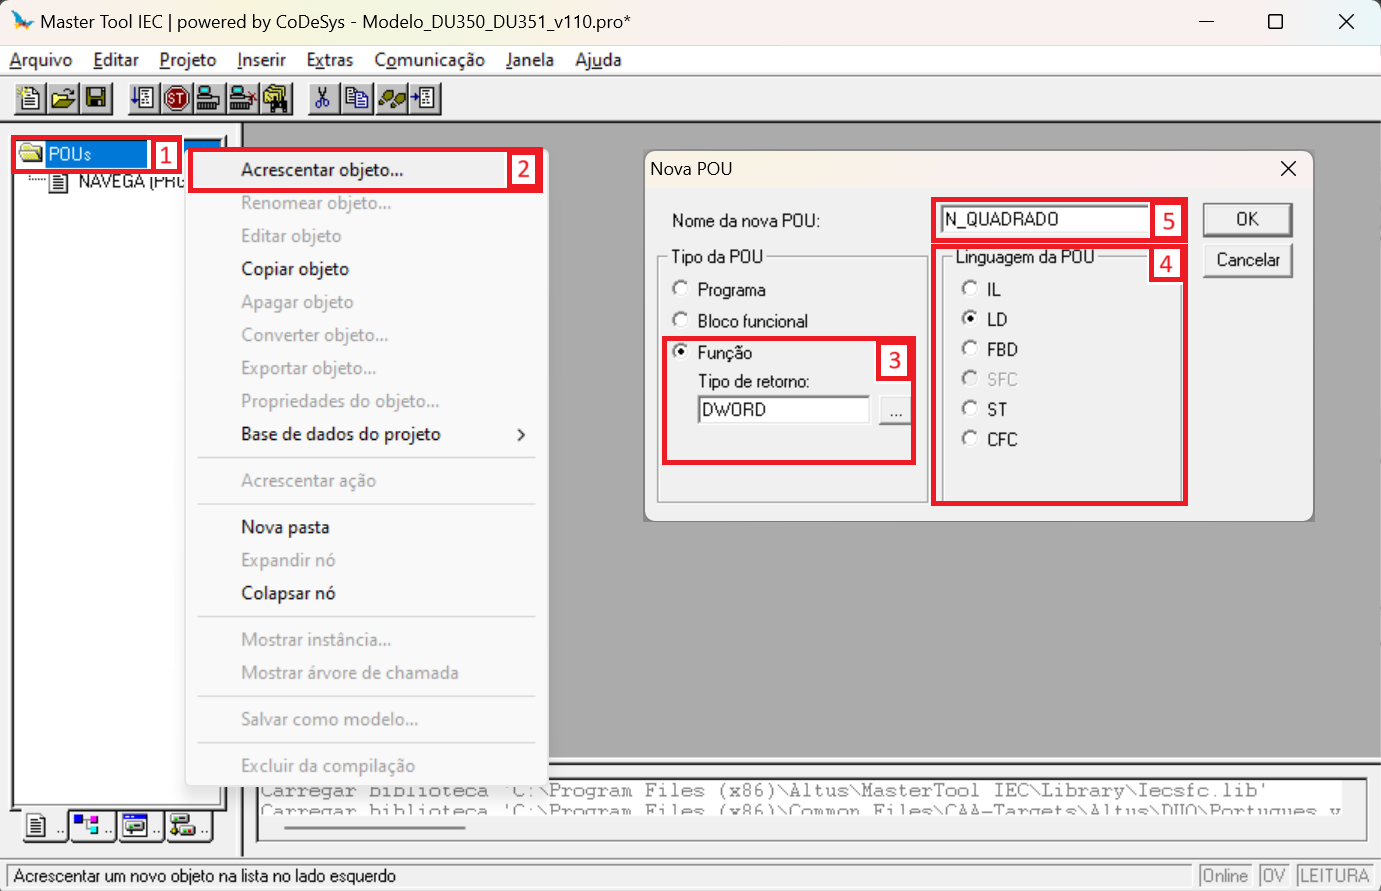 Master Tool IEC | powered by CoDeSys - Modelo_DU350_DU351_v110.pro*
Arquivo Editar Projeto Inserir Extras Comunicação Janela Ajuda
ST
POUs 1
NAVEGA (PRG
Acrescentar objeto... 2
Renomear objeto...
Editar objeto
Copiar objeto
Apagar objeto
Converter objeto...
Exportar objeto...
Propriedades do objeto...
Base de dados do projeto
Acrescentar ação
Nova pasta
Expandir nó
Colapsar nó
Mostrar instância...
Mostrar árvore de chamada
Salvar como modelo...
Excluir da compilação
Nova POU
Nome da nova POU: N_QUADRADO 5 OK
Cancelar
Tipo da POU
Programa
Bloco funcional
Função 3
Tipo de retorno:
DWORD ...
Linguagem da POU 4
IL
LD
FBD
SFC
ST
CFC
Carregar biblioteca 'C:\Program Files (x86)\Altus\MasterTool IEC\Library\Iecsfc.lib'
Carregar biblioteca 'C:\Program Files (x86)\Common Files\CAA-Targets\Altus\DUO\Portugues_v
.. .. .. ..
Acrescentar um novo objeto na lista no lado esquerdo Online OV LEITURA